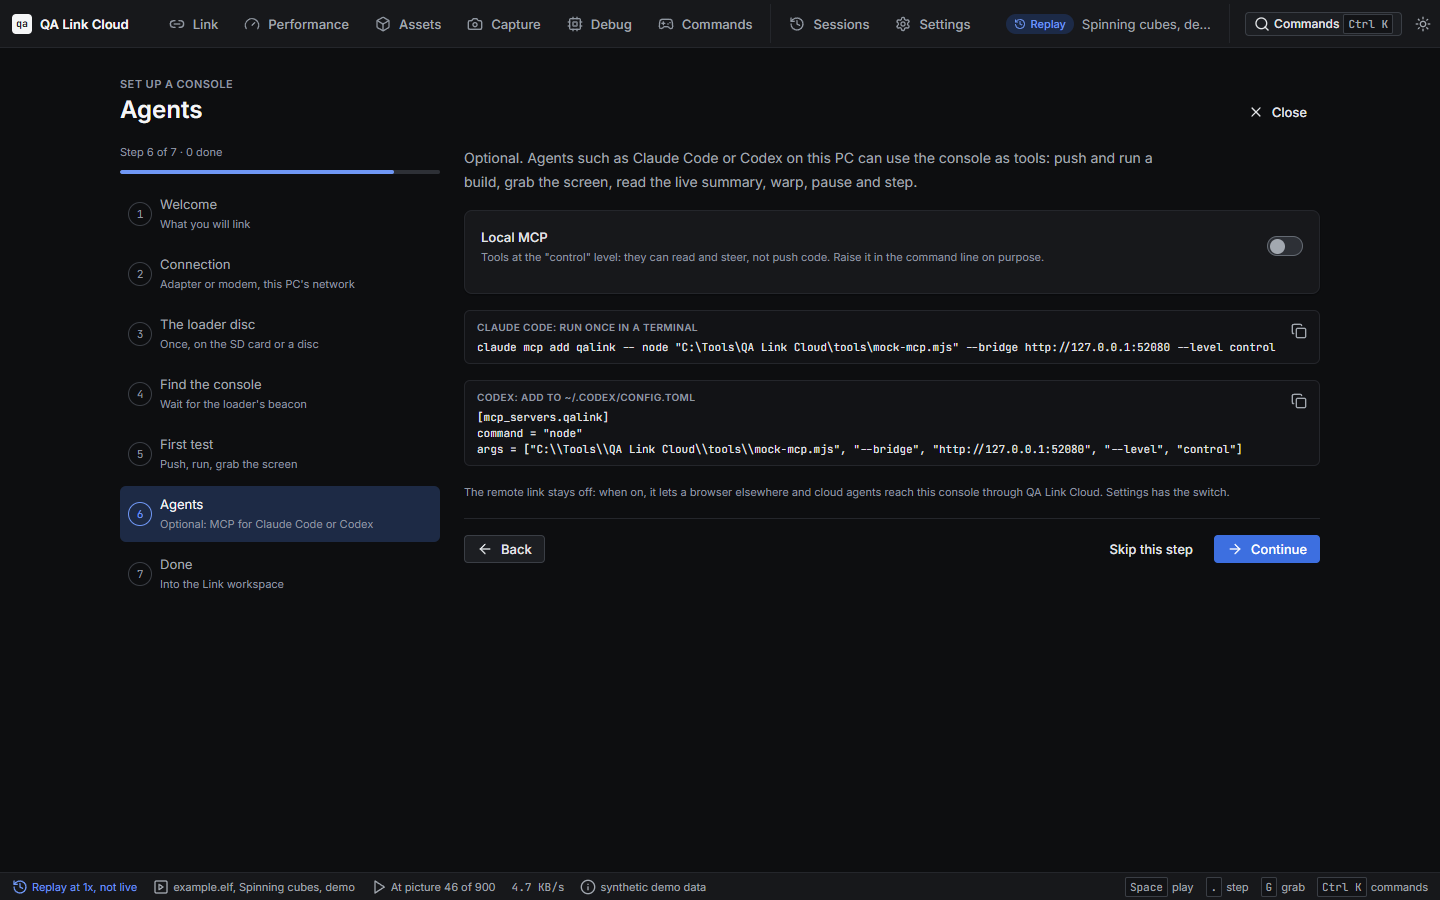 qa QA Link Cloud Link Performance Assets Capture Debug Commands Sessions Settings Replay Spinning cubes, de... Commands Ctrl K
SET UP A CONSOLE
Agents
Close
Step 6 of 7 · 0 done
1 Welcome
What you will link
2 Connection
Adapter or modem, this PC's network
3 The loader disc
Once, on the SD card or a disc
4 Find the console
Wait for the loader's beacon
5 First test
Push, run, grab the screen
6 Agents
Optional: MCP for Claude Code or Codex
7 Done
Into the Link workspace
Optional. Agents such as Claude Code or Codex on this PC can use the console as tools: push and run a
build, grab the screen, read the live summary, warp, pause and step.
Local MCP
Tools at the "control" level: they can read and steer, not push code. Raise it in the command line on purpose.
CLAUDE CODE: RUN ONCE IN A TERMINAL
claude mcp add qalink -- node "C:\Tools\QA Link Cloud\tools\mock-mcp.mjs" --bridge http://127.0.0.1:52080 --level control
CODEX: ADD TO ~/.CODEX/CONFIG.TOML
[mcp_servers.qalink]
command = "node"
args = ["C:\\Tools\\QA Link Cloud\\tools\\mock-mcp.mjs", "--bridge", "http://127.0.0.1:52080", "--level", "control"]
The remote link stays off: when on, it lets a browser elsewhere and cloud agents reach this console through QA Link Cloud. Settings has the switch.
Back Skip this step Continue
Replay at 1x, not live example.elf, Spinning cubes, demo At picture 46 of 900 4.7 KB/s synthetic demo data Space play . step G grab Ctrl K commands